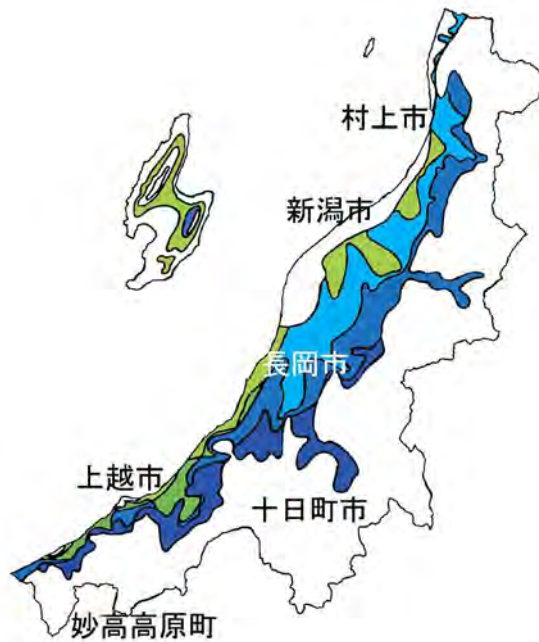 村上市
新潟市
長岡市
上越市
十日町市
妙高高原町